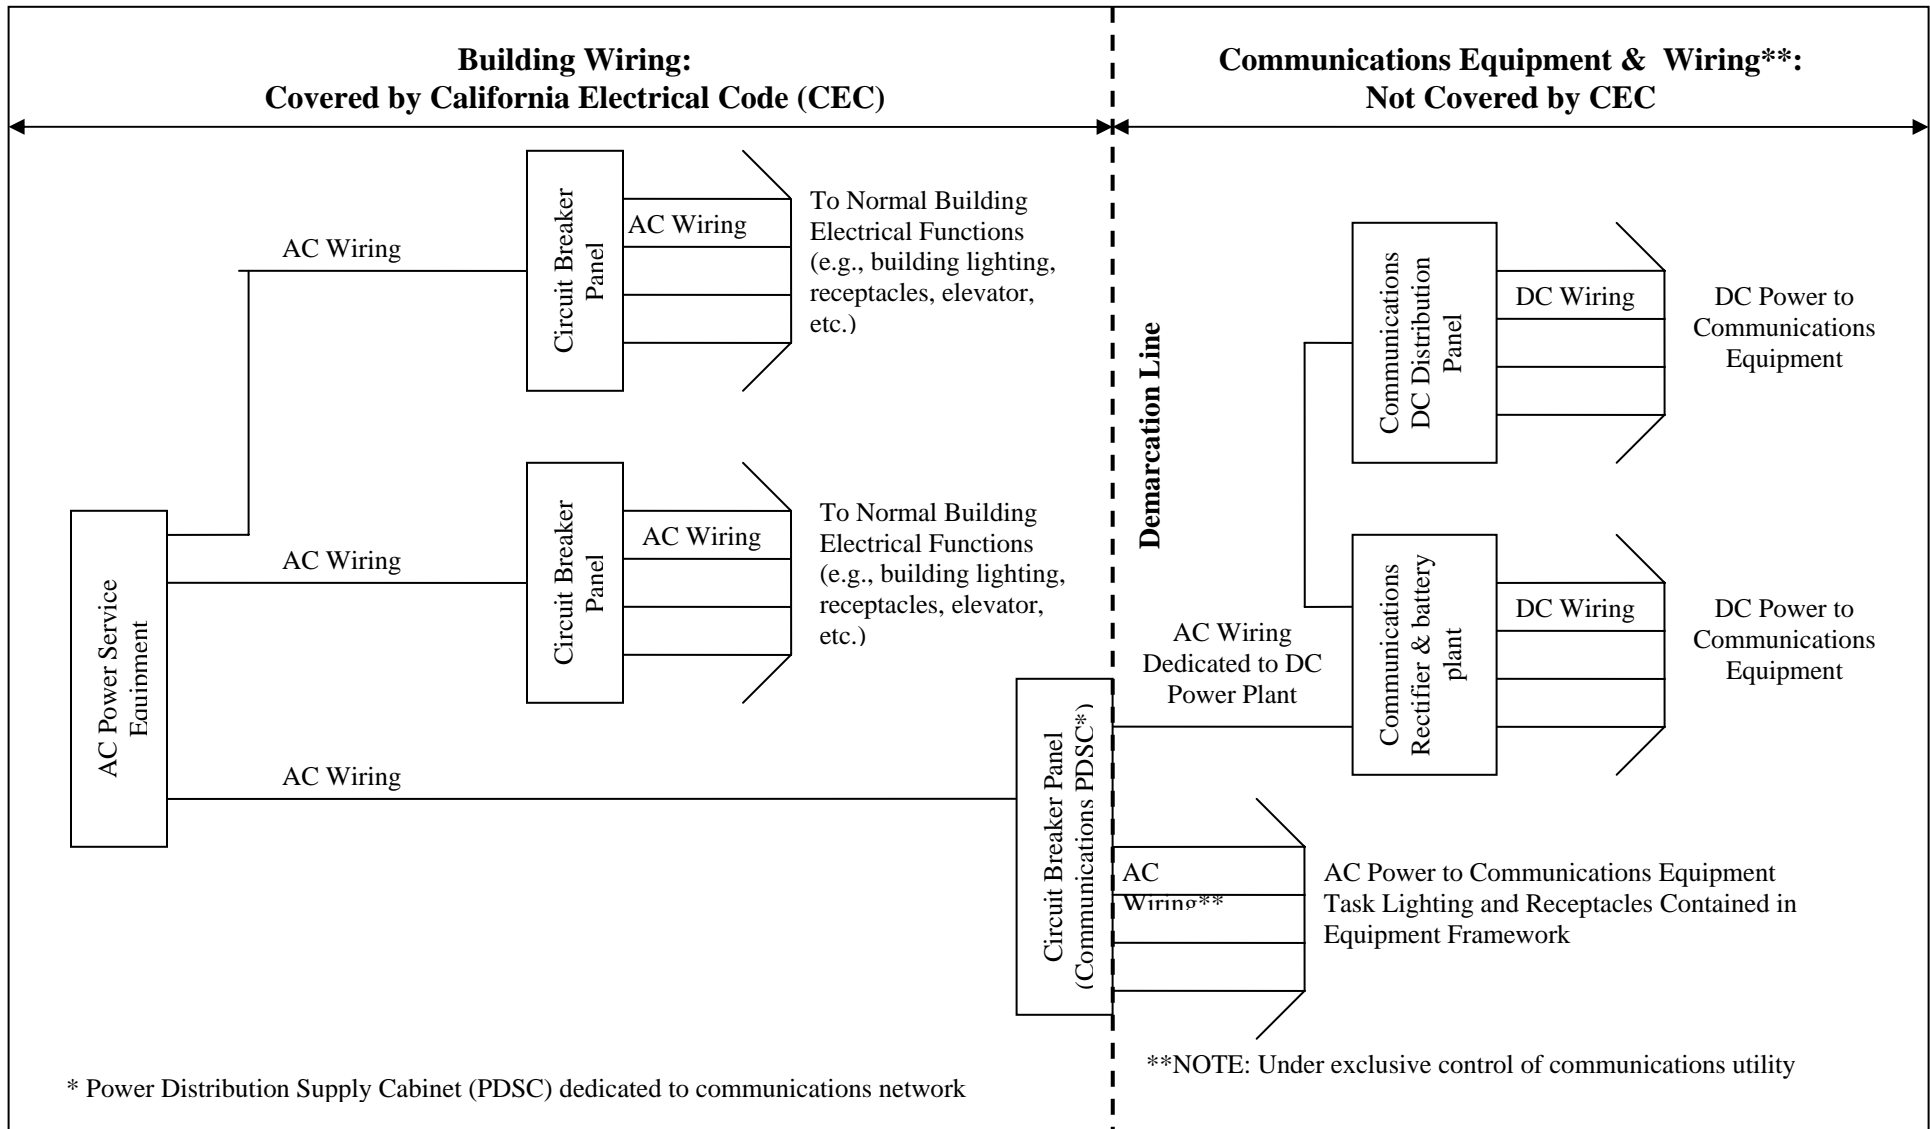 Building Wiring:
Covered by California Electrical Code (CEC)
Communications Equipment & Wiring**:
Not Covered by CEC
AC Wiring
Circuit Breaker
Panel
AC Wiring
To Normal Building
Electrical Functions
(e.g., building lighting,
receptacles, elevator,
etc.)
AC Power Service
Equipment
AC Wiring
Circuit Breaker
Panel
AC Wiring
To Normal Building
Electrical Functions
(e.g., building lighting,
receptacles, elevator,
etc.)
AC Wiring
Circuit Breaker Panel
(Communications PDSC*)
Demarcation Line
Communications
DC Distribution
Panel
DC Wiring
DC Power to
Communications
Equipment
AC Wiring
Dedicated to DC
Power Plant
Communications
Rectifier & battery
plant
DC Wiring
DC Power to
Communications
Equipment
AC
Wiring**
AC Power to Communications Equipment
Task Lighting and Receptacles Contained in
Equipment Framework
* Power Distribution Supply Cabinet (PDSC) dedicated to communications network
**NOTE: Under exclusive control of communications utility